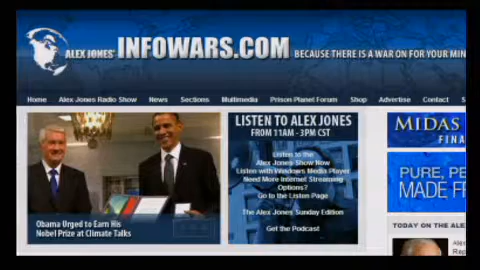 ALEX JONES' INFOWARS.COM BECAUSE THERE IS A WAR ON FOR YOUR MIN
Home Alex Jones Radio Show News Sections Multimedia Prison Planet Forum Shop Advertise Contact S
LISTEN TO ALEX JONES
FROM 11AM - 3PM CST
Listen to the
Alex Jones Show Now
Listen with Windows Media Player
Need More Internet Streaming
Options?
Go to the Listen Page
The Alex Jones Sunday Edition
Get the Podcast
Obama Urged to Earn His
Nobel Prize at Climate Talks
MIDAS
FINA
PURE, PE
MADE FR
TODAY ON THE ALE
Alex